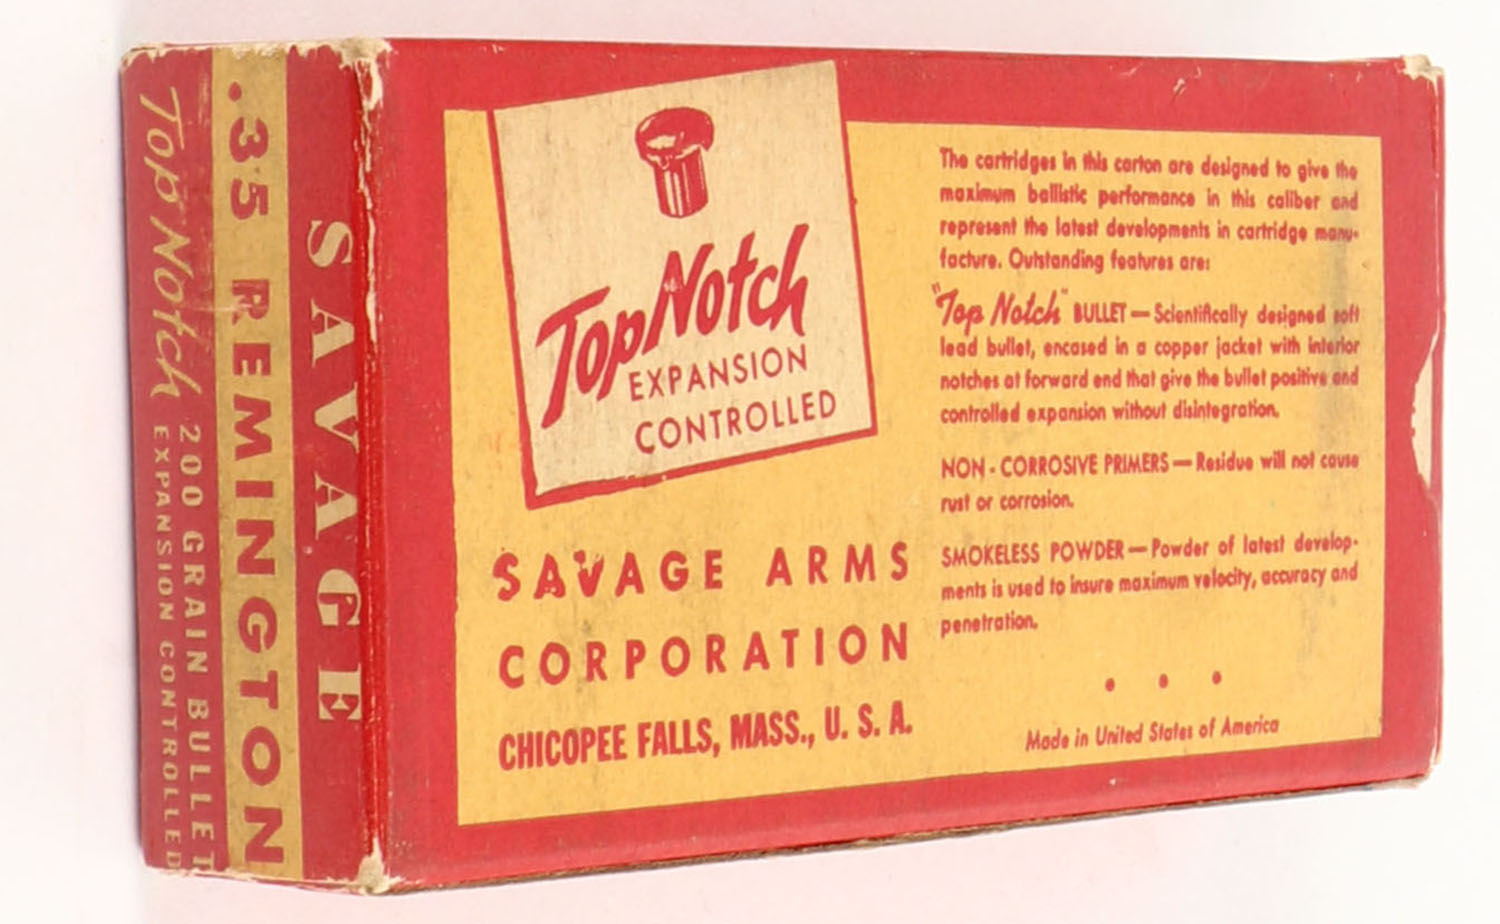 SAVAGE
.35 REMINGTON
Top Notch 200 GRAIN BULLET
EXPANSION CONTROLLED
Top Notch
EXPANSION
CONTROLLED
SAVAGE ARMS
CORPORATION
CHICOPEE FALLS, MASS., U. S. A.
The cartridges in this carton are designed to give the
maximum ballistic performance in this caliber and
represent the latest developments in cartridge manu-
facture. Outstanding features are:
"Top Notch" BULLET — Scientifically designed soft
lead bullet, encased in a copper jacket with interior
notches at forward end that give the bullet positive and
controlled expansion without disintegration.
NON - CORROSIVE PRIMERS — Residue will not cause
rust or corrosion.
SMOKELESS POWDER — Powder of latest develop-
ments is used to insure maximum velocity, accuracy and
penetration.
• • •
Made in United States of America